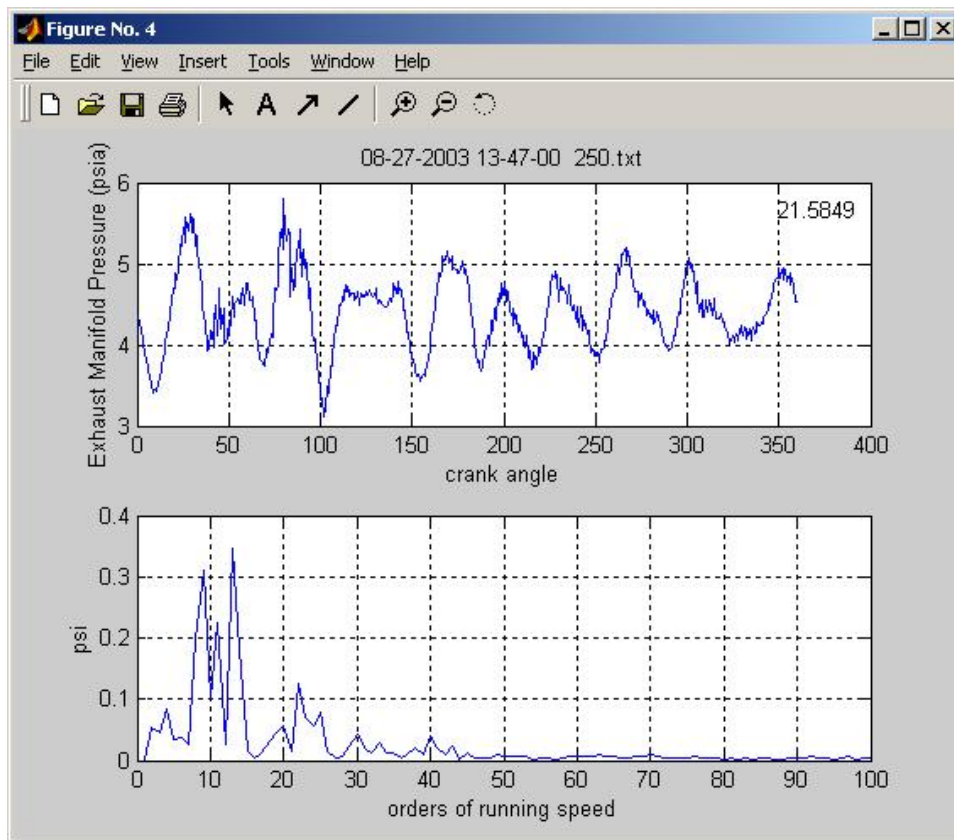 Figure No. 4
File Edit View Insert Tools Window Help
A
08-27-2003 13-47-00 250.txt
21.5849
Exhaust Manifold Pressure (psia)
6
5
4
3
0 50 100 150 200 250 300 350 400
crank angle
psi
0.4
0.3
0.2
0.1
0
0 10 20 30 40 50 60 70 80 90 100
orders of running speed